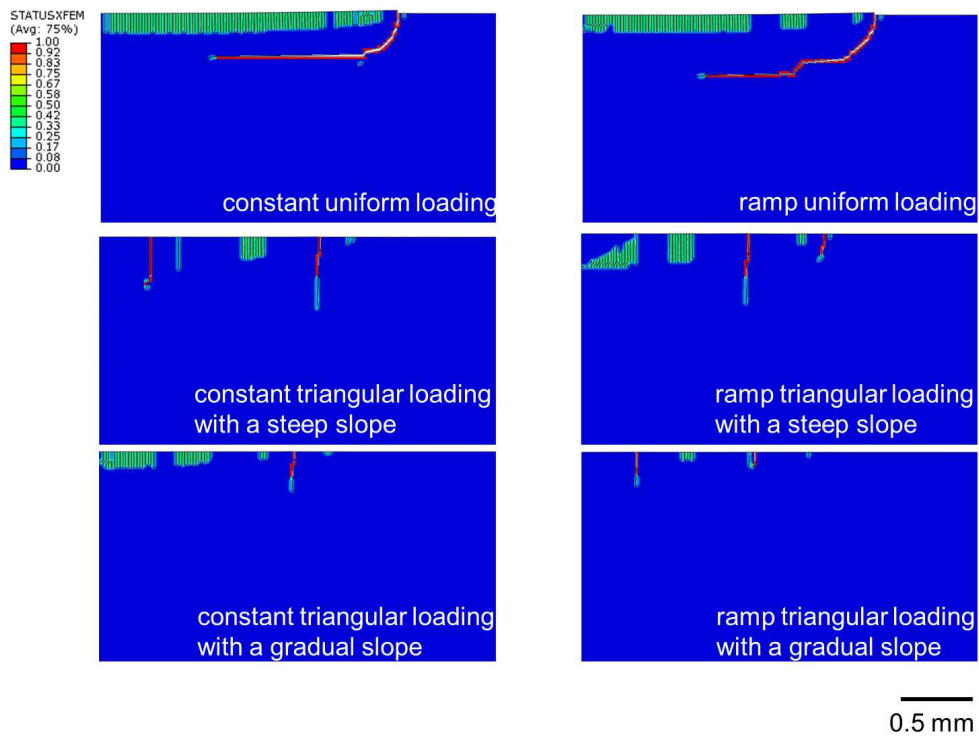 STATUSXFEM
(Avg: 75%)
1.00
0.92
0.83
0.75
0.67
0.58
0.50
0.42
0.33
0.25
0.17
0.08
0.00
constant uniform loading
ramp uniform loading
constant triangular loading
with a steep slope
ramp triangular loading
with a steep slope
constant triangular loading
with a gradual slope
ramp triangular loading
with a gradual slope
0.5 mm